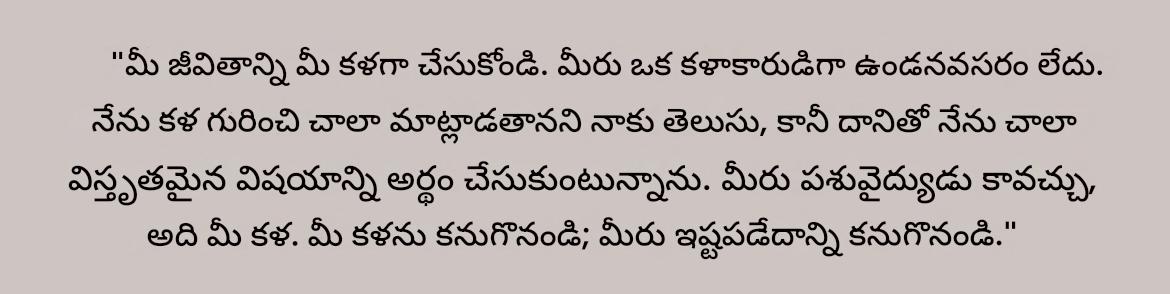 "మీ జీవితాన్ని మీ కళగా చేసుకోండి. మీరు ఒక కళాకారుడిగా ఉండనవసరం లేదు.
నేను కళ గురించి చాలా మాట్లాడతానని నాకు తెలుసు, కానీ దానితో నేను చాలా
విస్తృతమైన విషయాన్ని అర్థం చేసుకుంటున్నాను. మీరు పశువైద్యుడు కావచ్చు,
అది మీ కళ. మీ కళను కనుగొనండి; మీరు ఇష్టపడేదాన్ని కనుగొనండి."